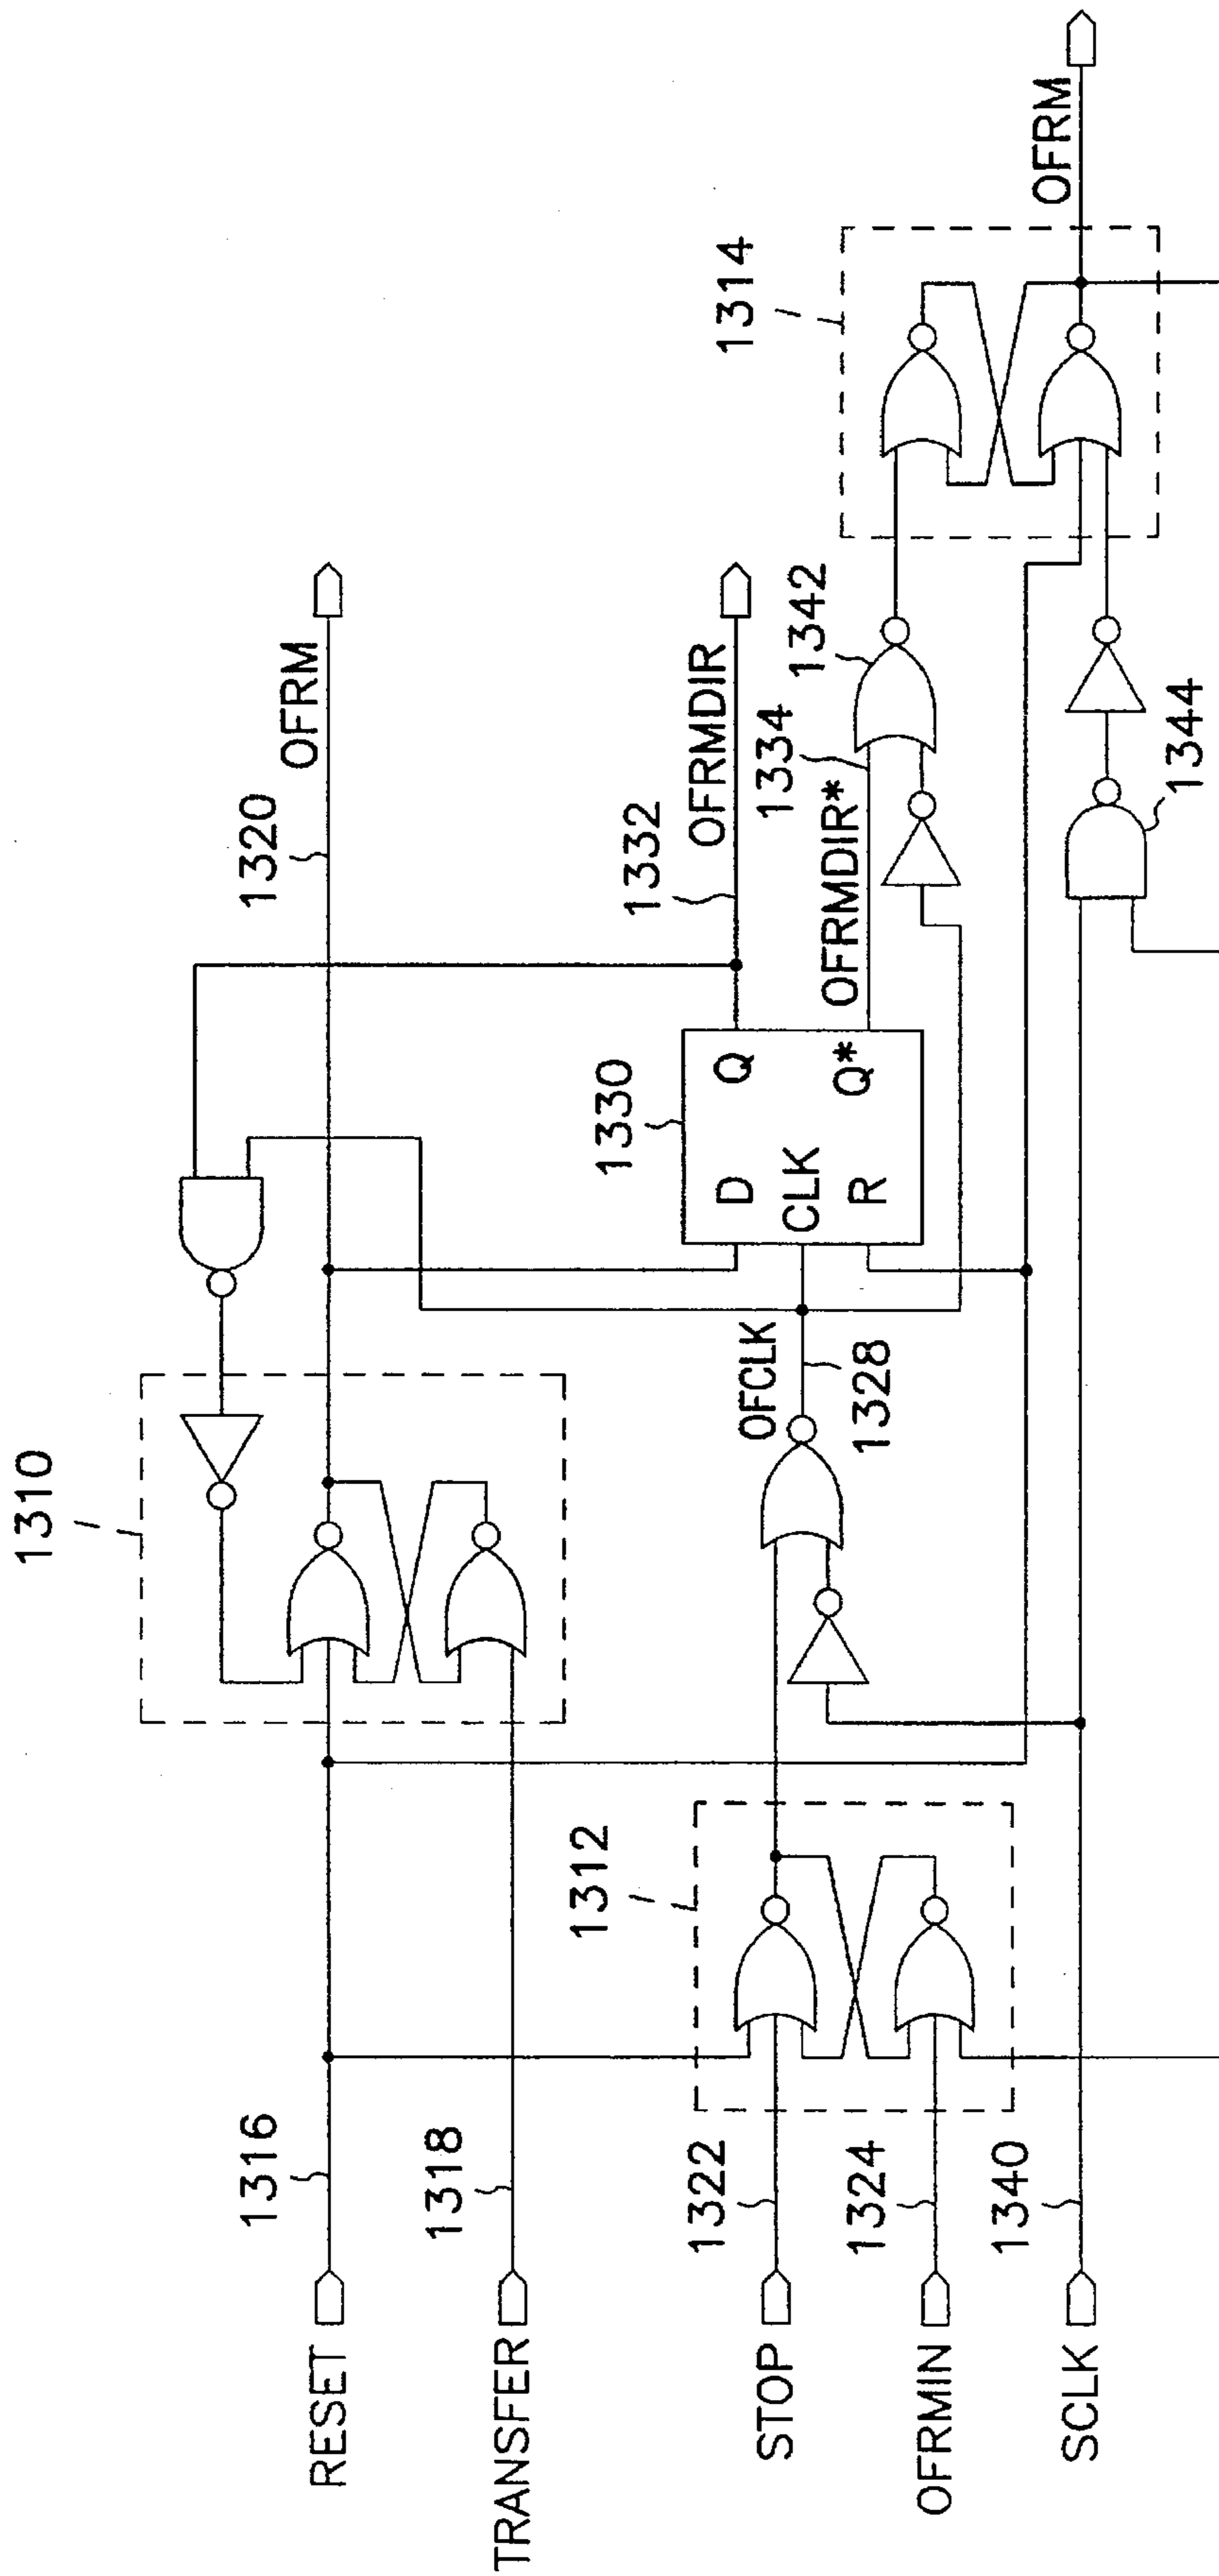 1310
1320
OFRM
1316
RESET
1318
TRANSFER
1332
OFRMDIR
1330
D
Q
CLK
R
Q*
1312
OFCLK
1328
1322
STOP
1334
1342
OFRMDIR*
1314
1324
OFRMIN
1340
SCLK
OFRM
1344